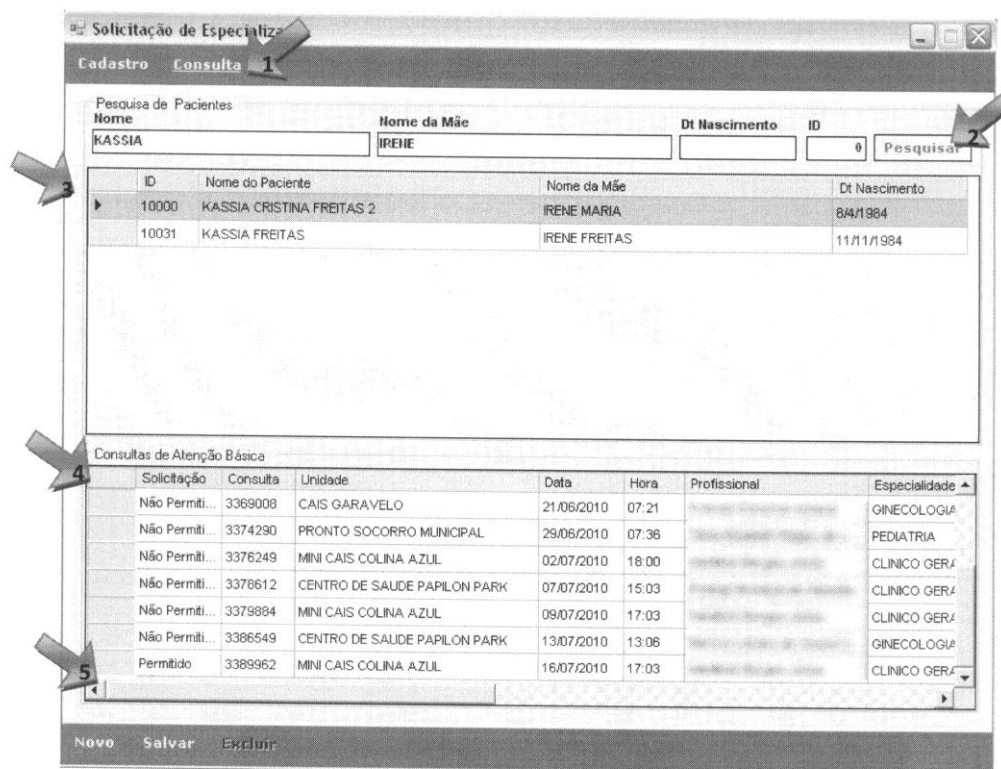 Solicitação de Especializa
Cadastro Consulta 1
Pesquisa de Pacientes
Nome Nome da Mãe Dt Nascimento ID
KASSIA IRENE 0 Pesquisar 2
3
ID Nome do Paciente Nome da Mãe Dt Nascimento
10000 KASSIA CRISTINA FREITAS 2 IRENE MARIA 8/4/1984
10031 KASSIA FREITAS IRENE FREITAS 11/11/1984
Consultas de Atenção Básica
4
Solicitação Consulta Unidade Data Hora Profissional Especialidade
Não Permiti... 3369008 CAIS GARAVELO 21/06/2010 07:21 GINECOLOGIA
Não Permiti... 3374290 PRONTO SOCORRO MUNICIPAL 29/06/2010 07:36 PEDIATRIA
Não Permiti... 3376249 MINI CAIS COLINA AZUL 02/07/2010 18:00 CLINICO GERA
Não Permiti... 3378612 CENTRO DE SAUDE PAPILON PARK 07/07/2010 15:03 CLINICO GERA
Não Permiti... 3379884 MINI CAIS COLINA AZUL 09/07/2010 17:03 CLINICO GERA
Não Permiti... 3386549 CENTRO DE SAUDE PAPILON PARK 13/07/2010 13:06 GINECOLOGIA
Permitido 3389962 MINI CAIS COLINA AZUL 16/07/2010 17:03 CLINICO GERA
5
Novo Salvar Excluir